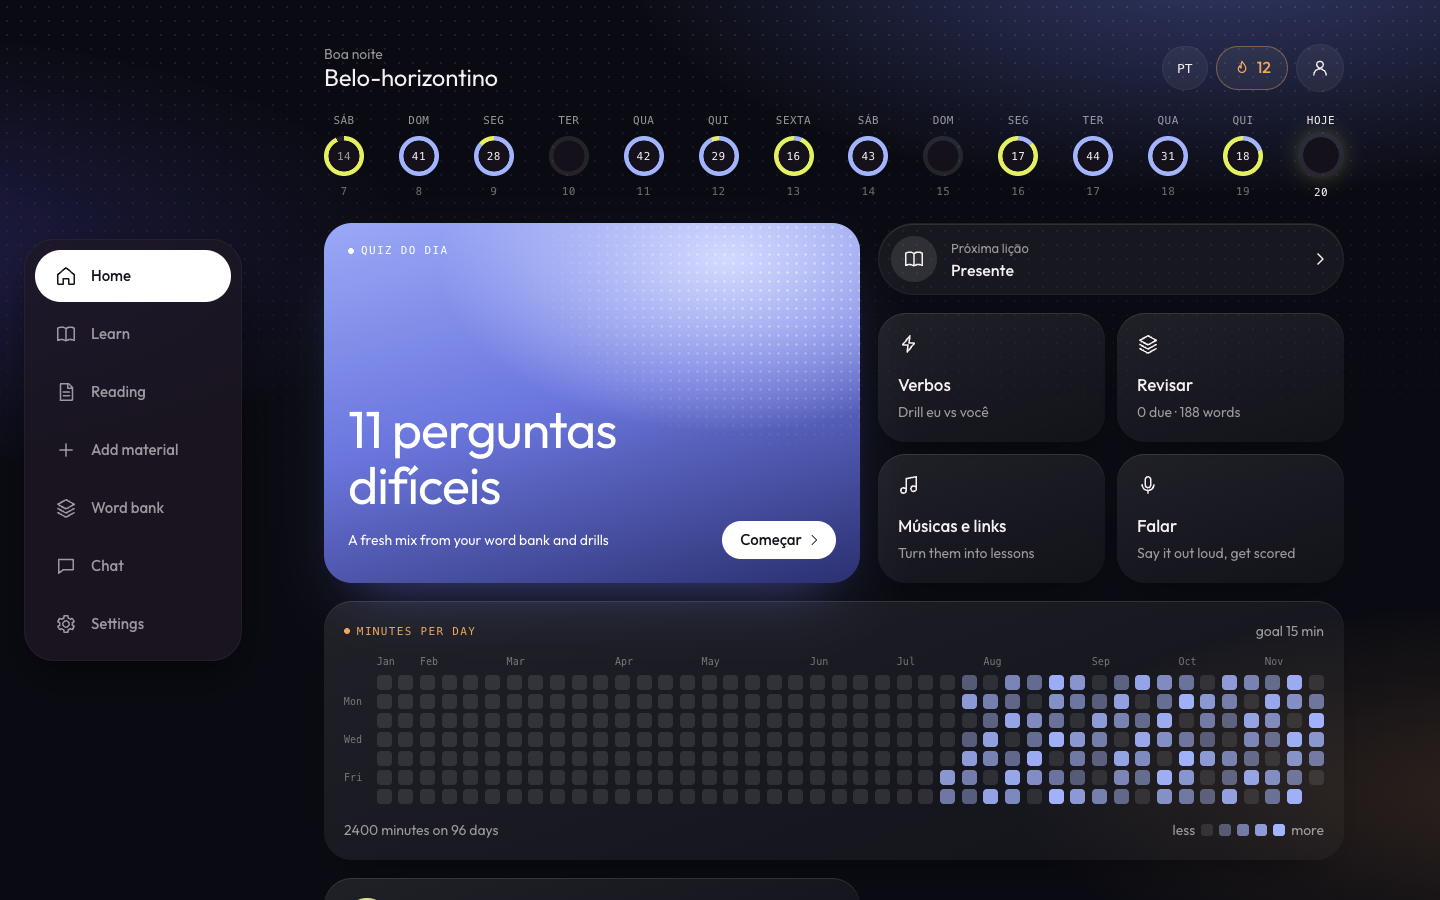 Boa noite
Belo-horizontino
PT
12
SÁB DOM SEG TER QUA QUI SEXTA SÁB DOM SEG TER QUA QUI HOJE
14 41 28 42 29 16 43 17 44 31 18
7 8 9 10 11 12 13 14 15 16 17 18 19 20
Home
Learn
Reading
Add material
Word bank
Chat
Settings
QUIZ DO DIA
11 perguntas
difíceis
A fresh mix from your word bank and drills
Começar
Próxima lição
Presente
Verbos
Drill eu vs você
Revisar
0 due · 188 words
Músicas e links
Turn them into lessons
Falar
Say it out loud, get scored
MINUTES PER DAY
goal 15 min
Jan Feb Mar Apr May Jun Jul Aug Sep Oct Nov
Mon
Wed
Fri
2400 minutes on 96 days
less more